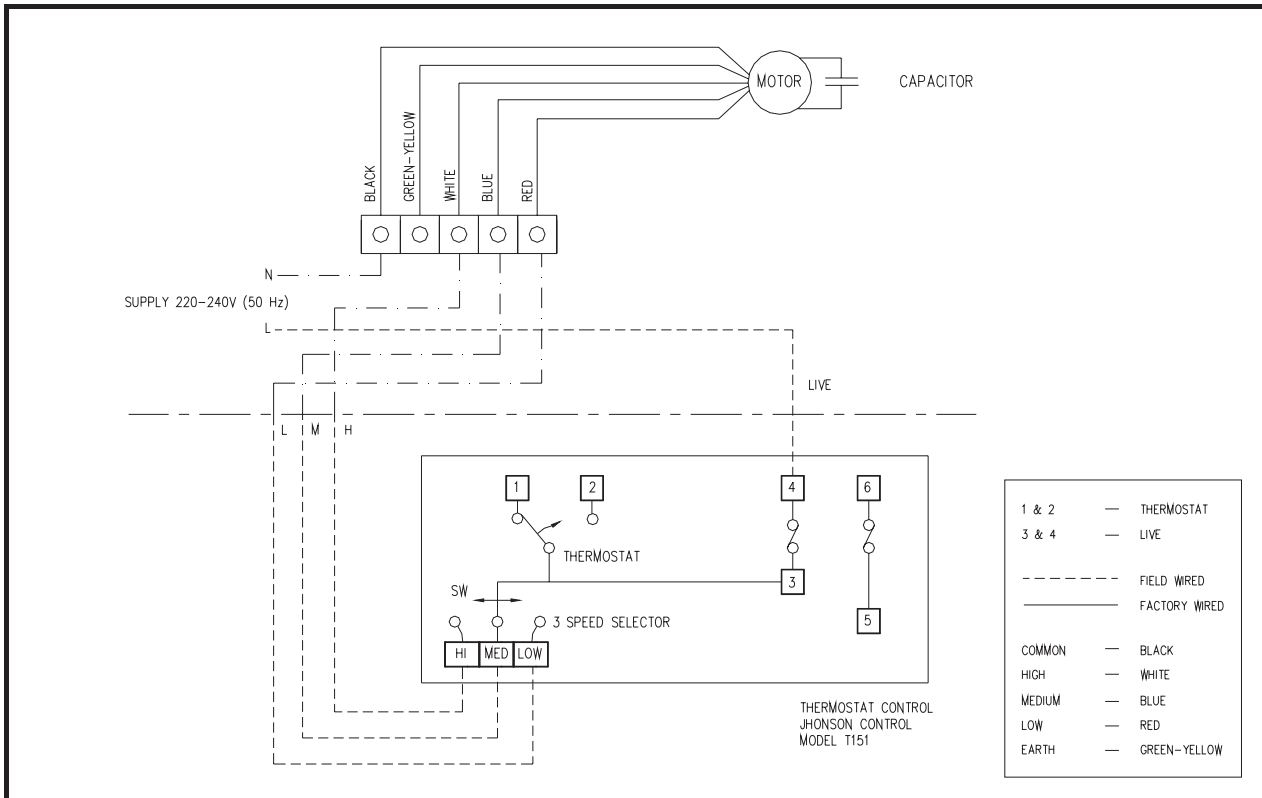 MOTOR
CAPACITOR
BLACK
GREEN-YELLOW
WHITE
BLUE
RED
N
SUPPLY 220-240V (50 Hz)
L
LIVE
L M H
1 2 4 6
THERMOSTAT
3
SW
3 SPEED SELECTOR
5
HI MED LOW
THERMOSTAT CONTROL
JHONSON CONTROL
MODEL T151
1 & 2 — THERMOSTAT
3 & 4 — LIVE
FIELD WIRED
FACTORY WIRED
COMMON — BLACK
HIGH — WHITE
MEDIUM — BLUE
LOW — RED
EARTH — GREEN-YELLOW